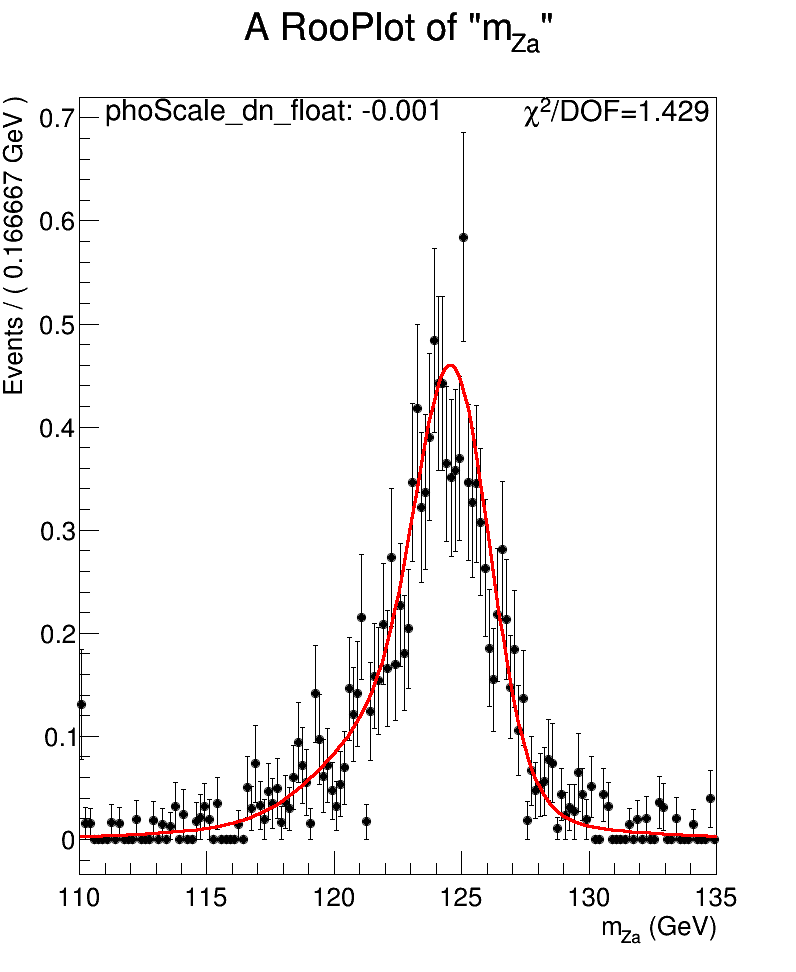 A RooPlot of "m_Za"
phoScale_dn_float: -0.001
χ²/DOF=1.429
Events / ( 0.166667 GeV )
0.7
0.6
0.5
0.4
0.3
0.2
0.1
0
110 115 120 125 130 135
m_Za (GeV)